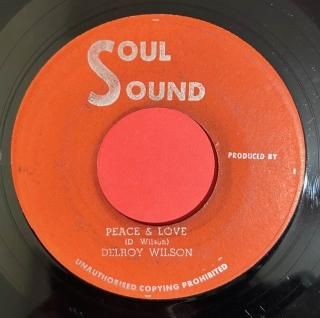 SOUL
SOUND
PRODUCED BY
PEACE & LOVE
(D Wilson)
DELROY WILSON
UNAUTHORISED COPYING PROHIBITED